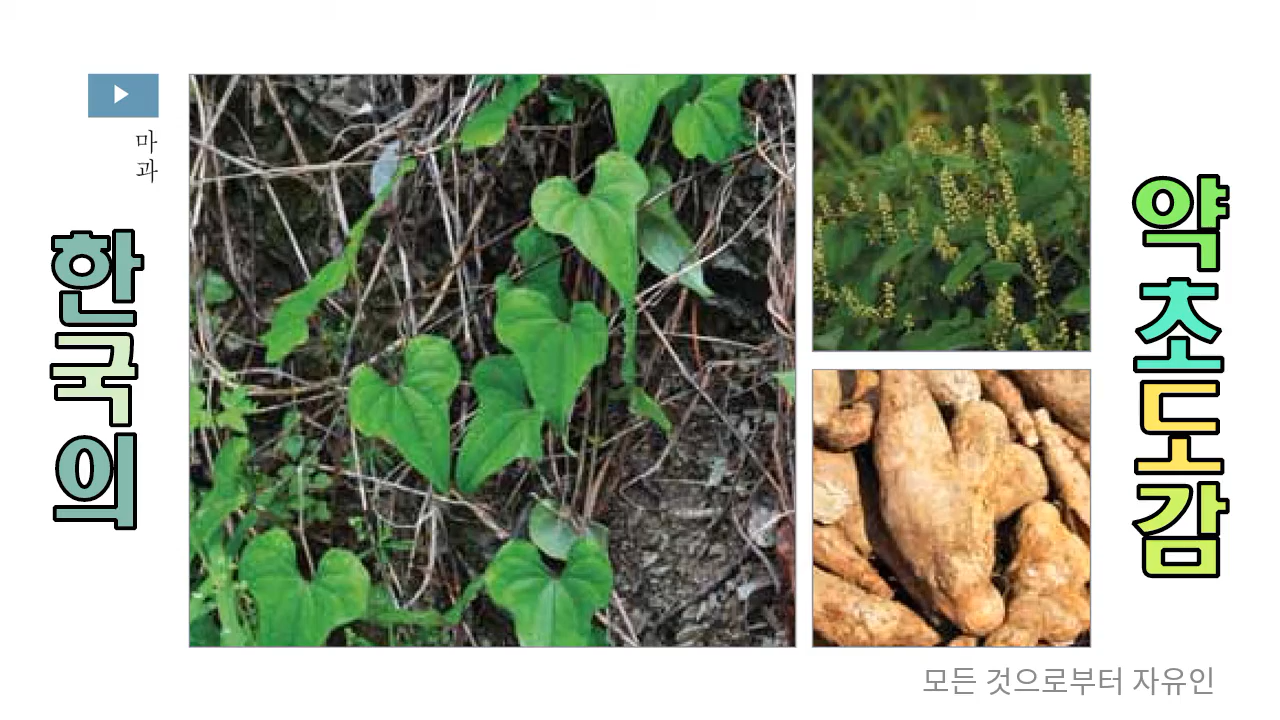 마과
한국의
약초도감
모든 것으로부터 자유인